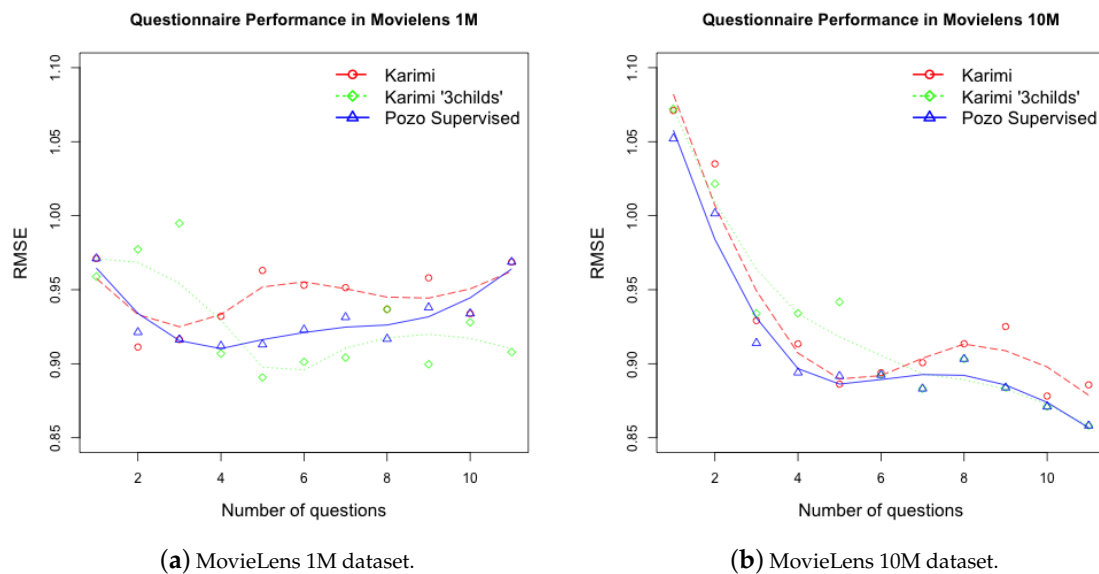 Questionnaire Performance in Movielens 1M
1.10
1.05
1.00
0.95
0.90
0.85
RMSE
Karimi
Karimi '3childs'
Pozo Supervised
2 4 6 8 10
Number of questions
(a) MovieLens 1M dataset.
Questionnaire Performance in Movielens 10M
1.10
1.05
1.00
0.95
0.90
0.85
RMSE
Karimi
Karimi '3childs'
Pozo Supervised
2 4 6 8 10
Number of questions
(b) MovieLens 10M dataset.